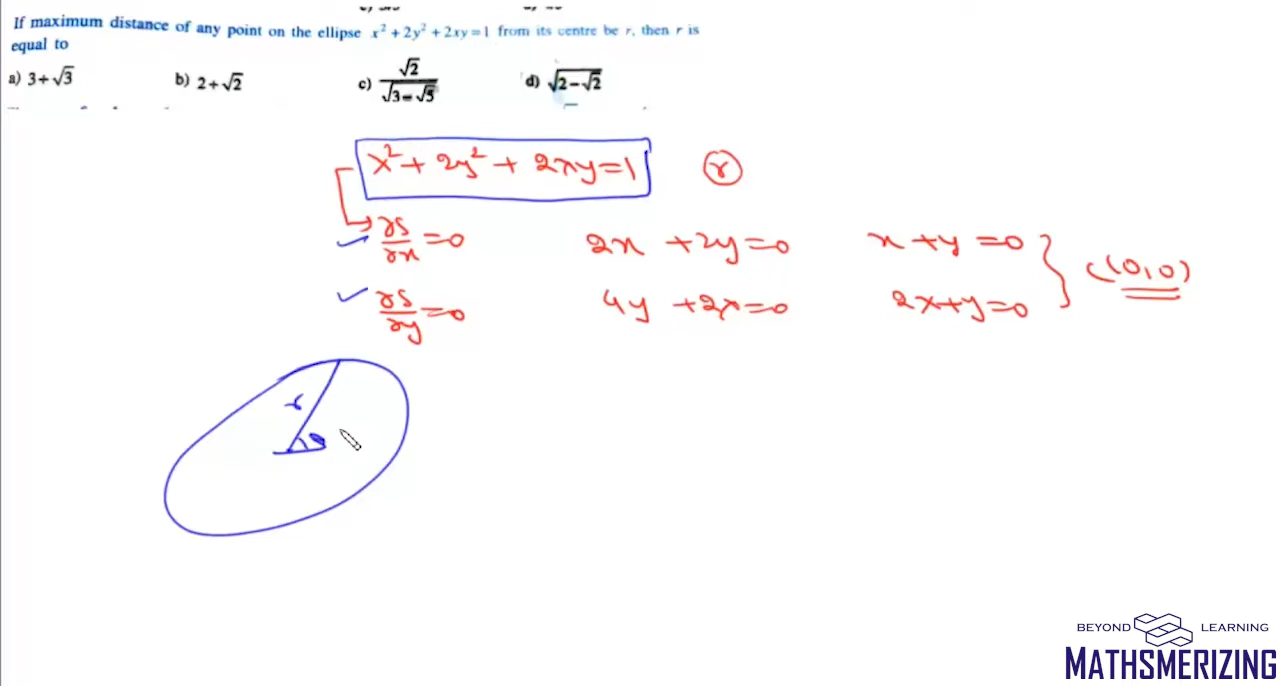 If maximum distance of any point on the ellipse x² + 2y² + 2xy = 1 from its centre be r, then r is
equal to
a) 3+√3 b) 2+√2 c) √2/√(3−√5) d) √(2−√2)
x² + 2y² + 2xy = 1 r
∂S/∂x = 0 2x + 2y = 0 x + y = 0
(0,0)
∂S/∂y = 0 4y + 2x = 0 2x + y = 0
r θ
BEYOND LEARNING
MATHSMERIZING